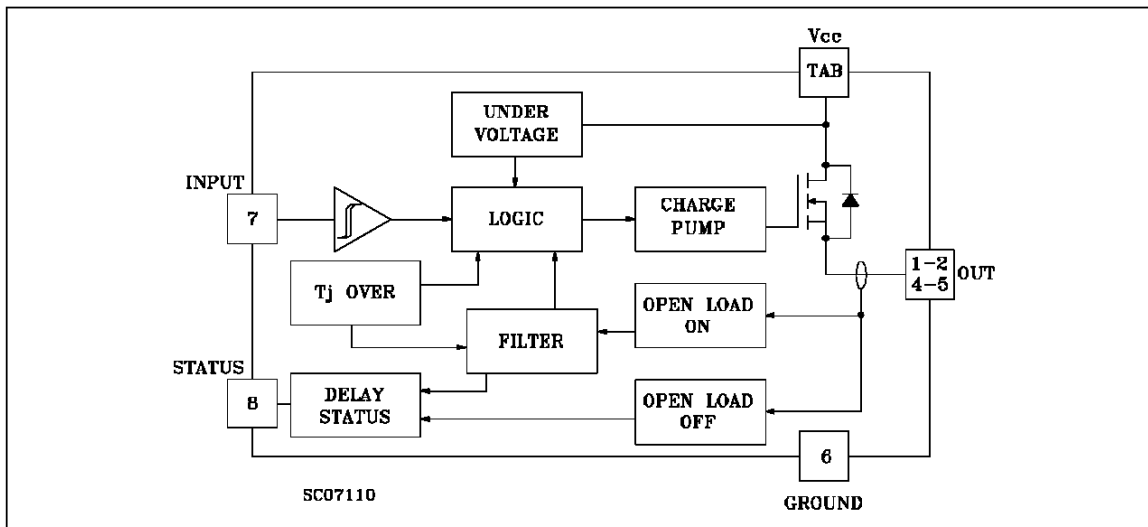 Vcc
TAB
UNDER
VOLTAGE
INPUT
7
LOGIC
CHARGE
PUMP
1-2
4-5
OUT
Tj OVER
OPEN LOAD
ON
FILTER
STATUS
8
DELAY
STATUS
OPEN LOAD
OFF
6
SC07110
GROUND